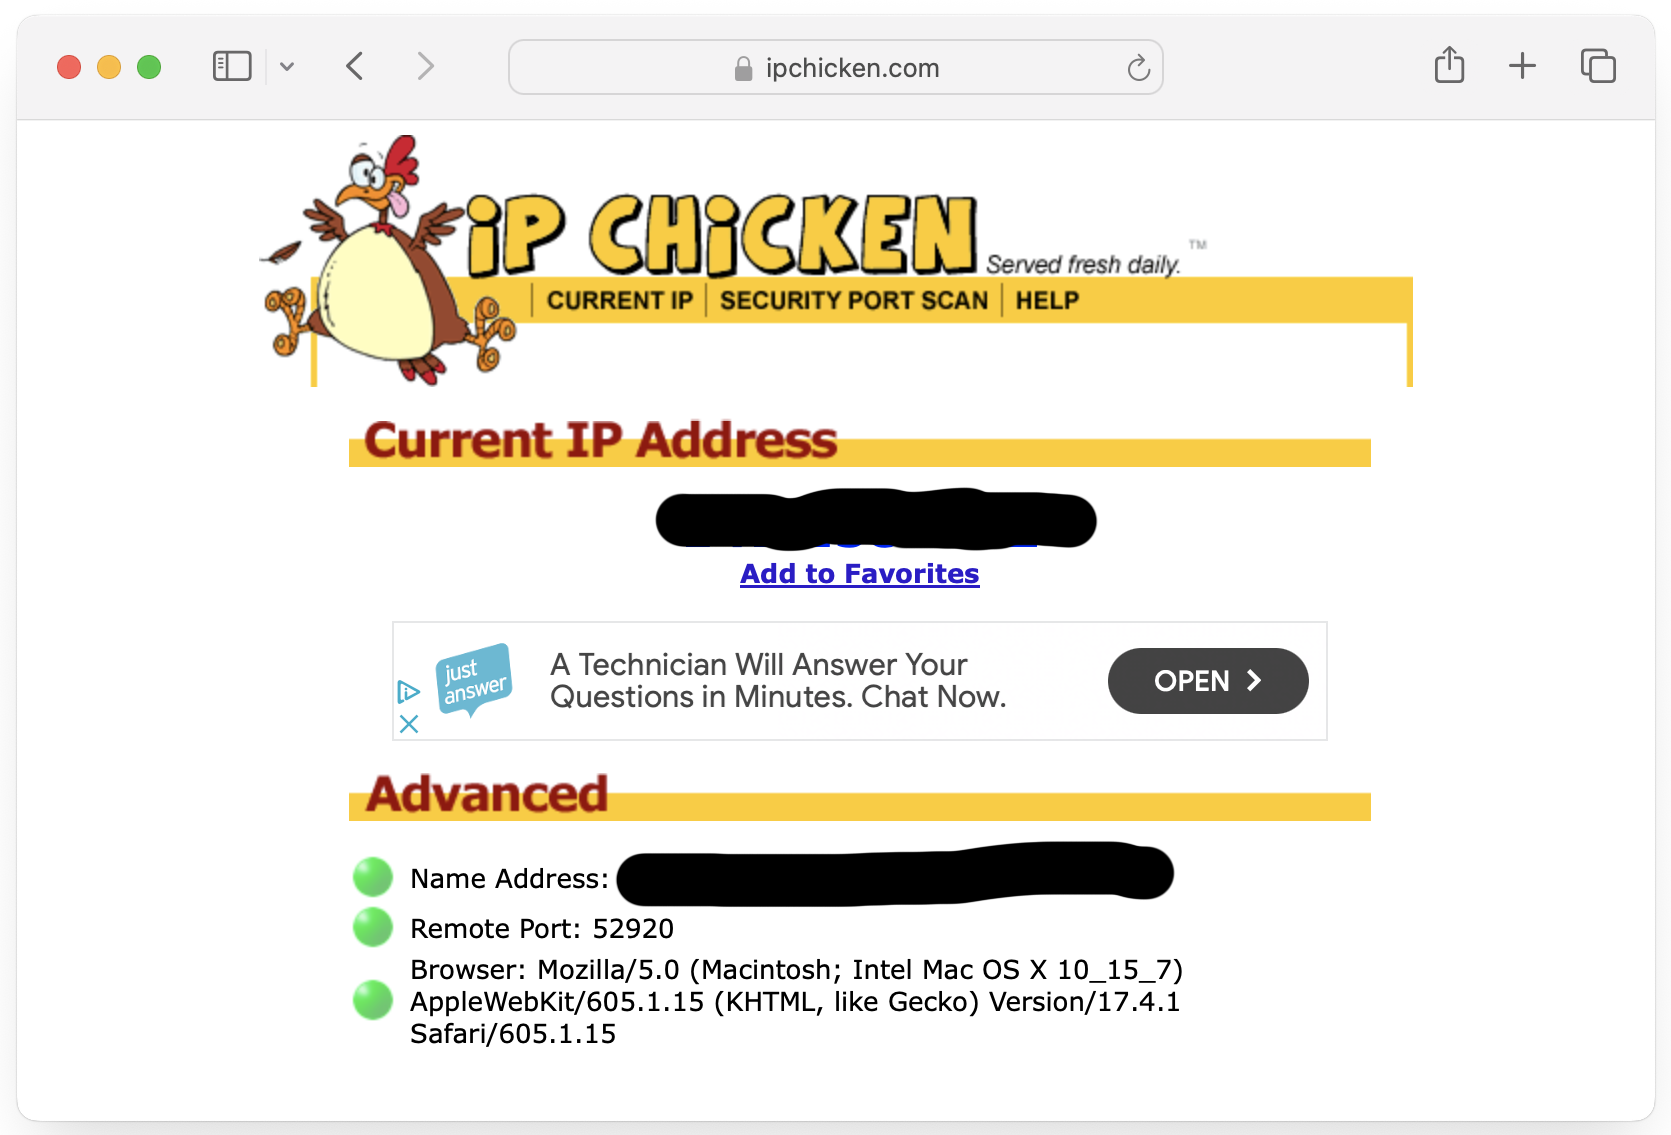 ipchicken.com
iP CHiCKEN
Served fresh daily.
TM
CURRENT IP | SECURITY PORT SCAN | HELP
Current IP Address
Add to Favorites
just
answer
A Technician Will Answer Your
Questions in Minutes. Chat Now.
OPEN
Advanced
Name Address:
Remote Port: 52920
Browser: Mozilla/5.0 (Macintosh; Intel Mac OS X 10_15_7)
AppleWebKit/605.1.15 (KHTML, like Gecko) Version/17.4.1
Safari/605.1.15